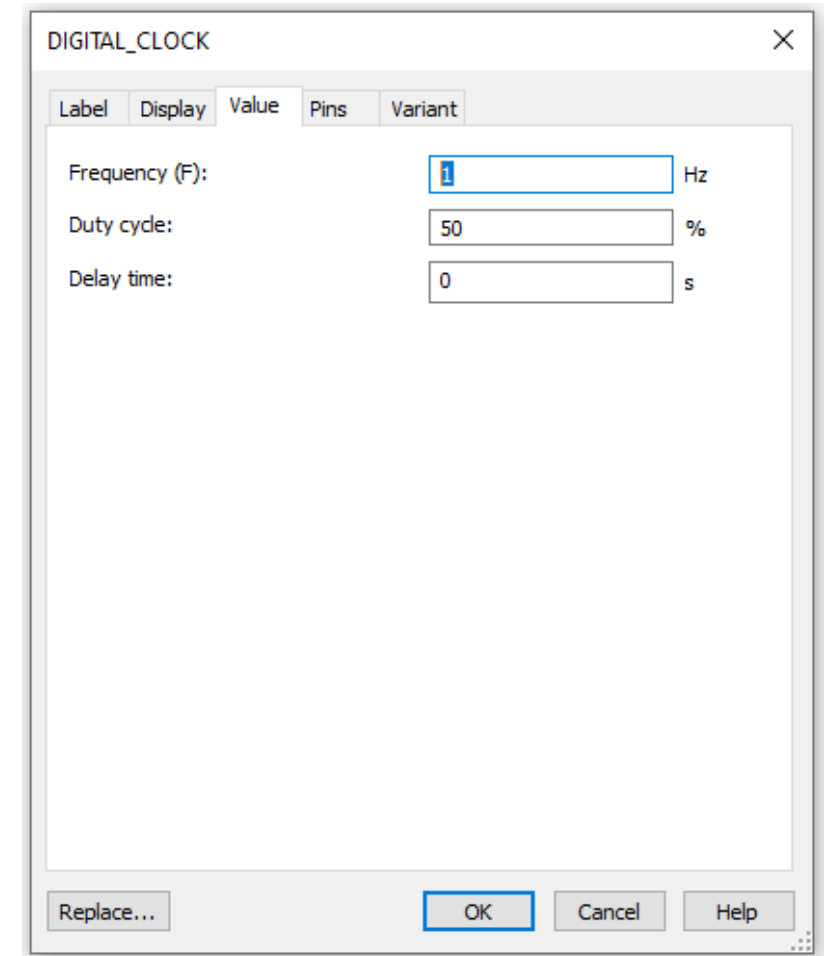 DIGITAL_CLOCK
Label Display Value Pins Variant
Frequency (F): 1 Hz
Duty cycle: 50 %
Delay time: 0 s
Replace... OK Cancel Help